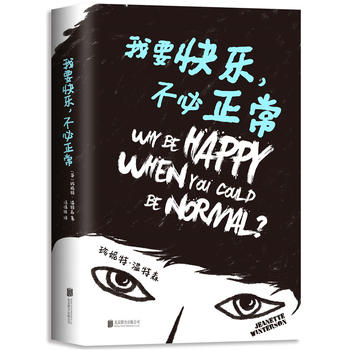 我要快乐,
不必正常
WHY BE HAPPY
WHEN YOU COULD
BE NORMAL?
珍妮特·温特森
JEANETTE
WINTERSON
我要快乐,不必正常